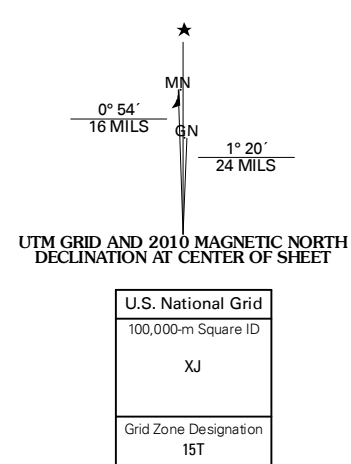 MN
0° 54´
16 MILS
GN
1° 20´
24 MILS
UTM GRID AND 2010 MAGNETIC NORTH
DECLINATION AT CENTER OF SHEET
U.S. National Grid
100,000-m Square ID
XJ
Grid Zone Designation
15T